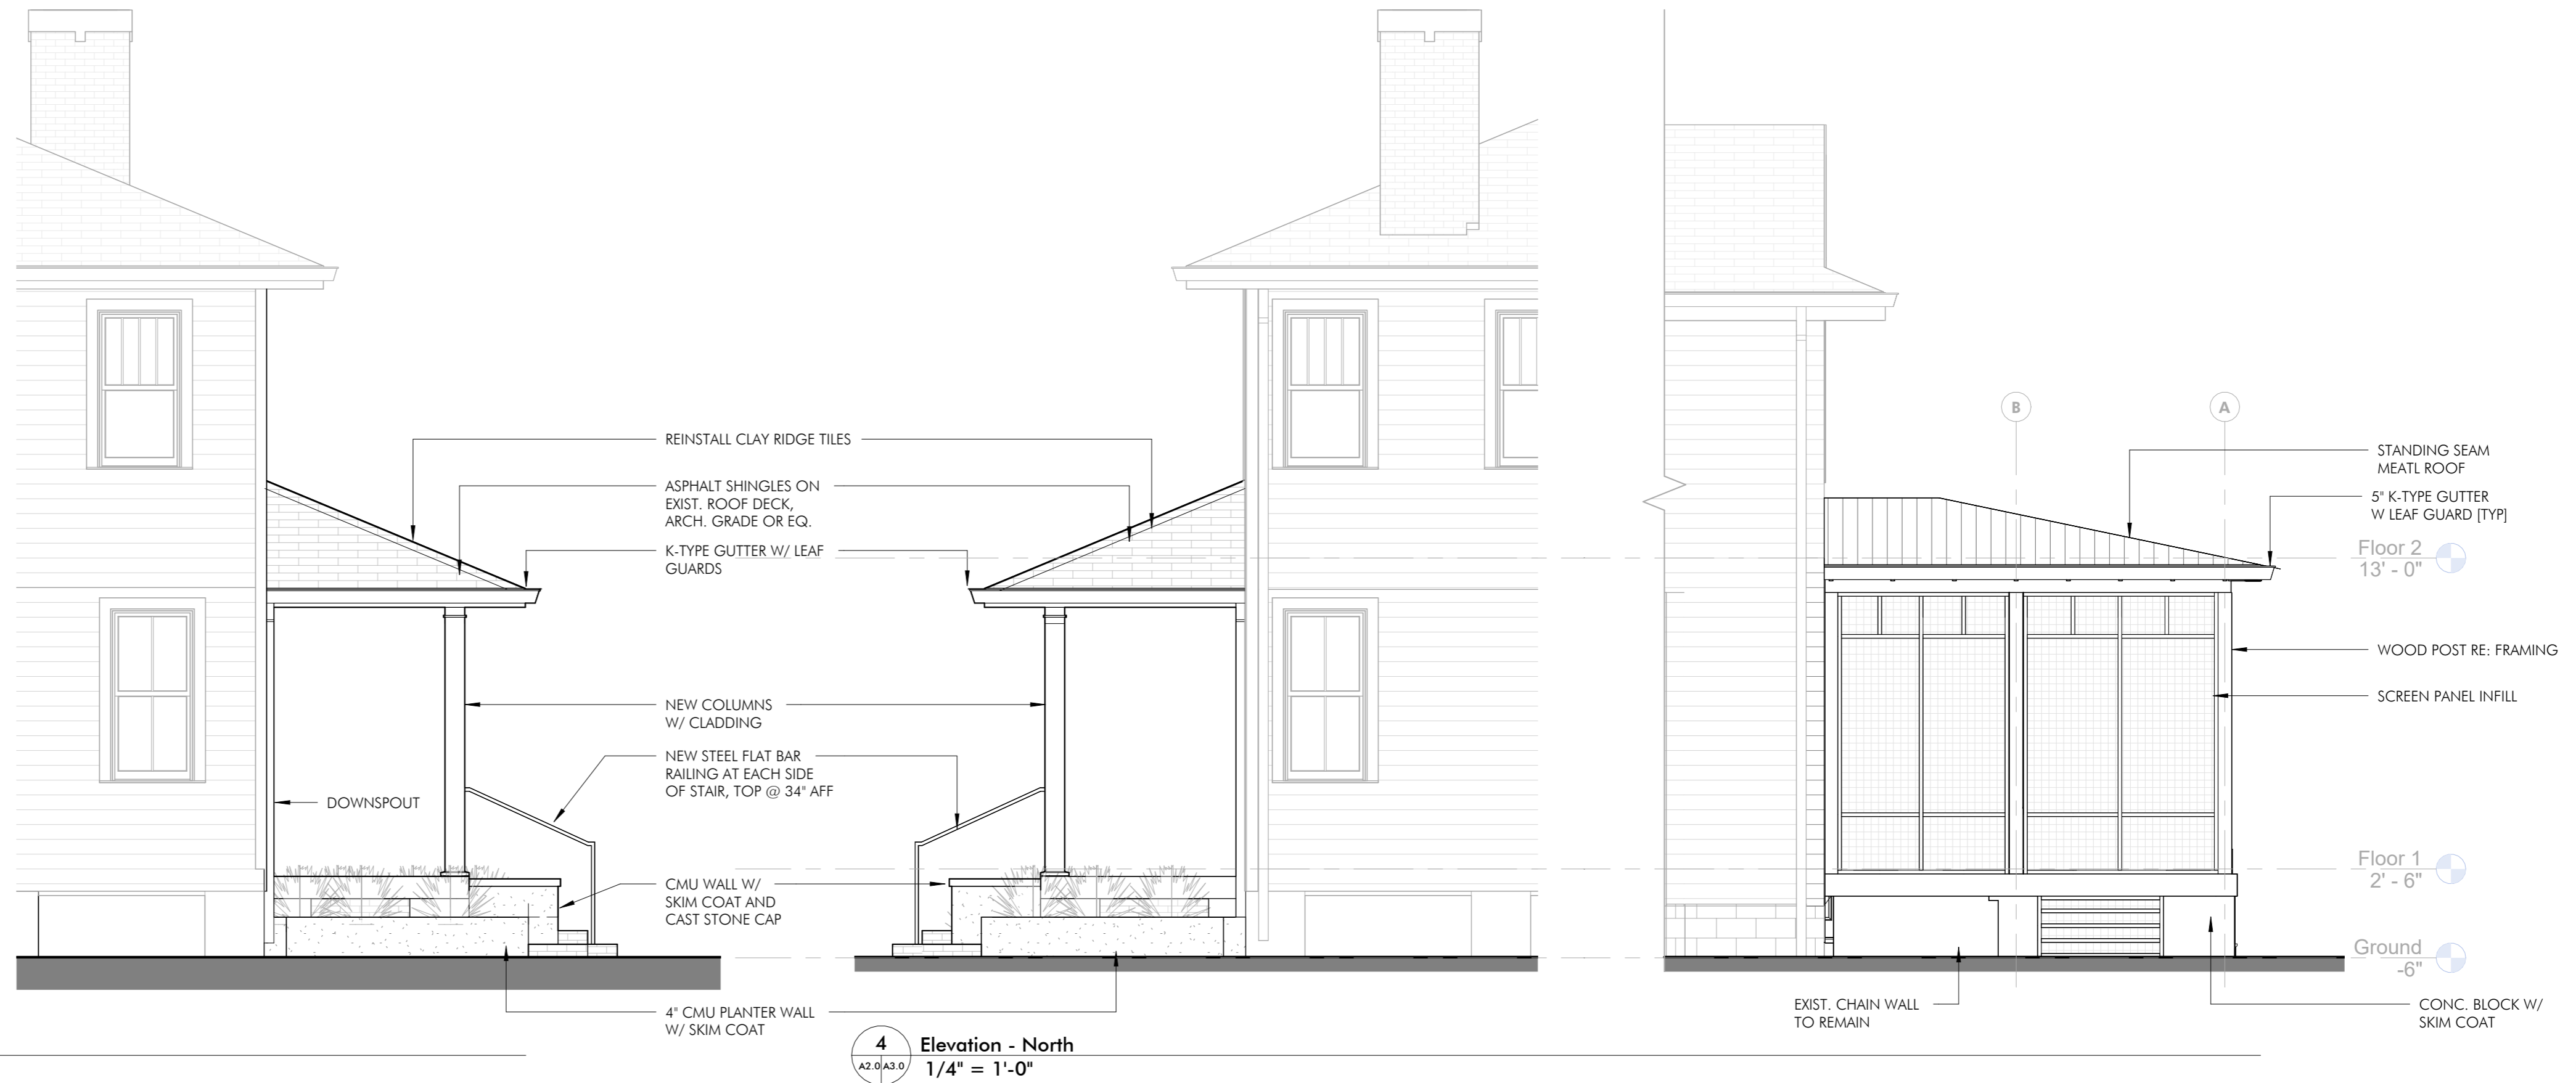 REINSTALL CLAY RIDGE TILES
ASPHALT SHINGLES ON
EXIST. ROOF DECK,
ARCH. GRADE OR EQ.
K-TYPE GUTTER W/ LEAF
GUARDS
NEW COLUMNS
W/ CLADDING
NEW STEEL FLAT BAR
RAILING AT EACH SIDE
OF STAIR, TOP @ 34" AFF
DOWNSPOUT
CMU WALL W/
SKIM COAT AND
CAST STONE CAP
4" CMU PLANTER WALL
W/ SKIM COAT
B
A
STANDING SEAM
MEATL ROOF
5" K-TYPE GUTTER
W LEAF GUARD [TYP]
Floor 2
13' - 0"
WOOD POST RE: FRAMING
SCREEN PANEL INFILL
Floor 1
2' - 6"
Ground
-6"
EXIST. CHAIN WALL
TO REMAIN
CONC. BLOCK W/
SKIM COAT
4
A2.0 A3.0
Elevation - North
1/4" = 1'-0"